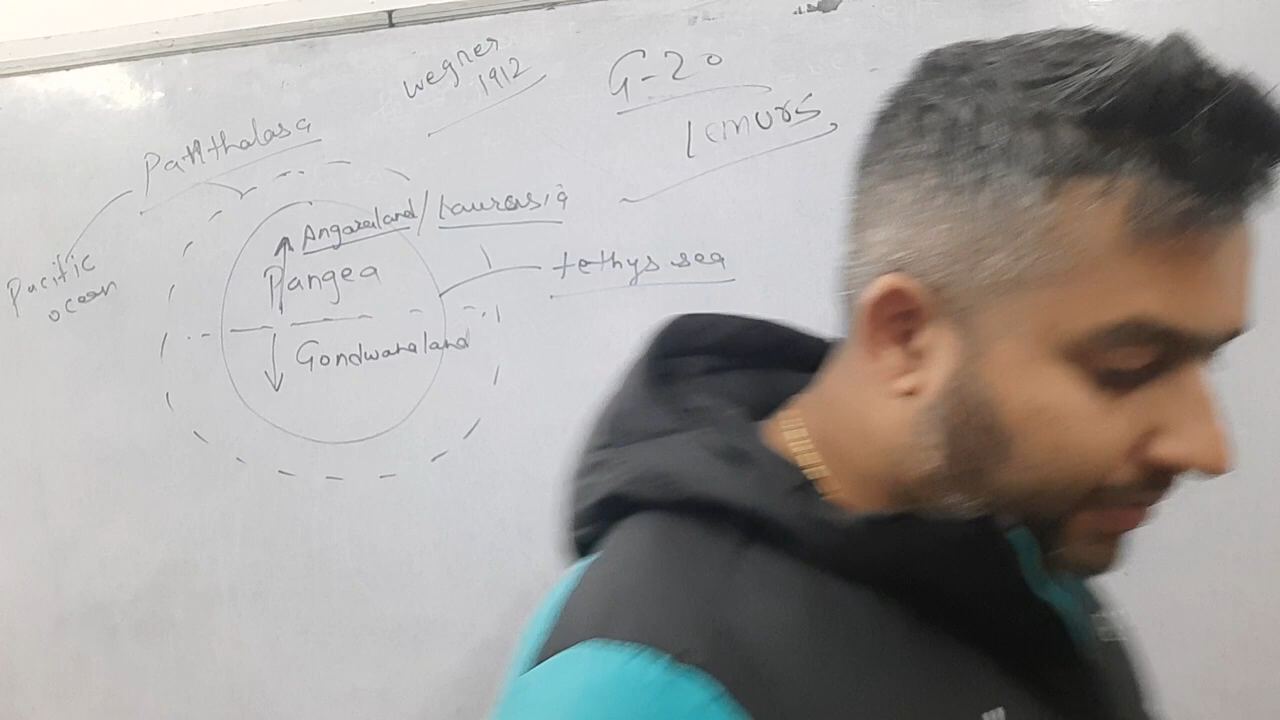 Wegner
1912
G-20
lemurs
Panthalasa
Angaraland/Laurasia
Pacific
ocean
Pangea
tethys sea
Gondwanaland